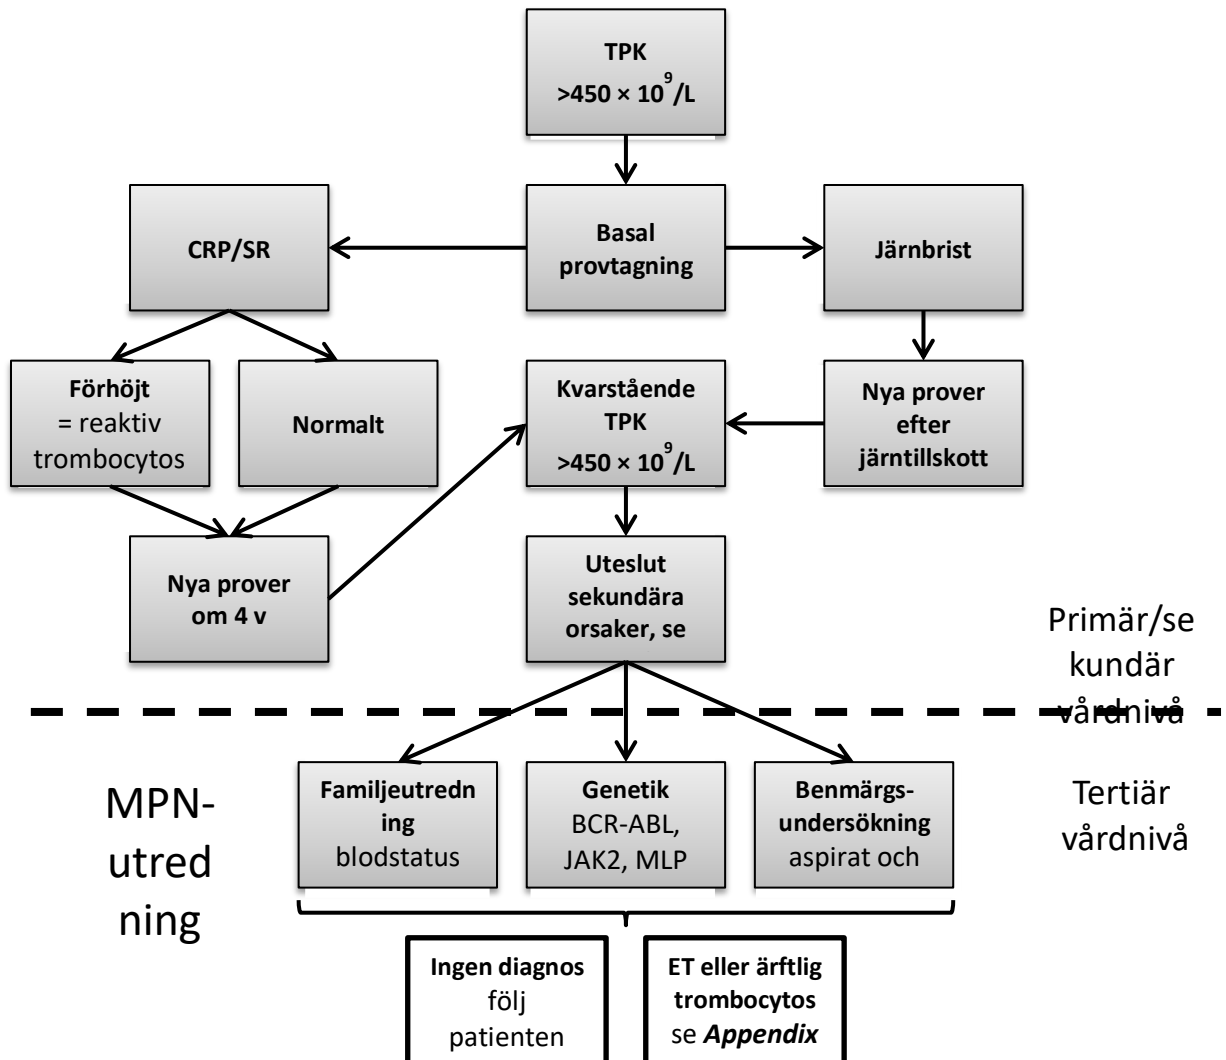 TPK
>450 × 10⁹/L
CRP/SR
Basal
provtagning
Järnbrist
Förhöjt
= reaktiv
trombocytos
Normalt
Kvarstående
TPK
>450 × 10⁹/L
Nya prover
efter
järntillskott
Nya prover
om 4 v
Uteslut
sekundära
orsaker, se
Primär/se
kundär
vårdnivå
MPN-
utred
ning
Familjeutredn
ing
blodstatus
Genetik
BCR-ABL,
JAK2, MLP
Benmärgs-
undersökning
aspirat och
Tertiär
vårdnivå
Ingen diagnos
följ
patienten
ET eller ärftlig
trombocytos
se Appendix